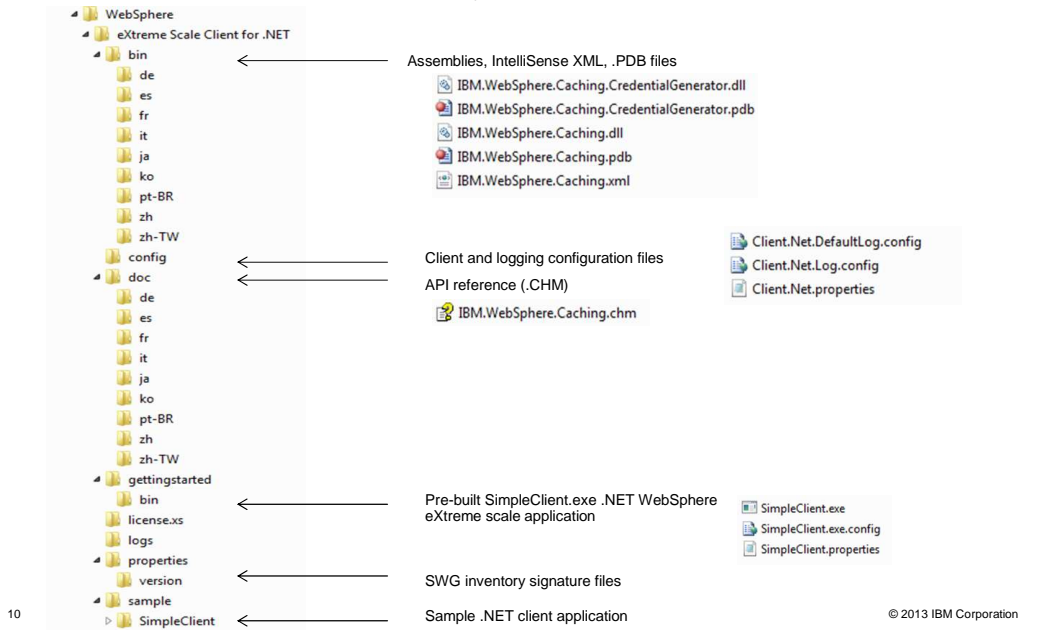 WebSphere
eXtreme Scale Client for .NET
bin
de
es
fr
it
ja
ko
pt-BR
zh
zh-TW
config
doc
de
es
fr
it
ja
ko
pt-BR
zh
zh-TW
gettingstarted
bin
license.xs
logs
properties
version
sample
SimpleClient
Assemblies, IntelliSense XML, .PDB files
IBM.WebSphere.Caching.CredentialGenerator.dll
IBM.WebSphere.Caching.CredentialGenerator.pdb
IBM.WebSphere.Caching.dll
IBM.WebSphere.Caching.pdb
IBM.WebSphere.Caching.xml
Client and logging configuration files
Client.Net.DefaultLog.config
Client.Net.Log.config
Client.Net.properties
API reference (.CHM)
IBM.WebSphere.Caching.chm
Pre-built SimpleClient.exe .NET WebSphere
eXtreme scale application
SimpleClient.exe
SimpleClient.exe.config
SimpleClient.properties
SWG inventory signature files
Sample .NET client application
10
© 2013 IBM Corporation